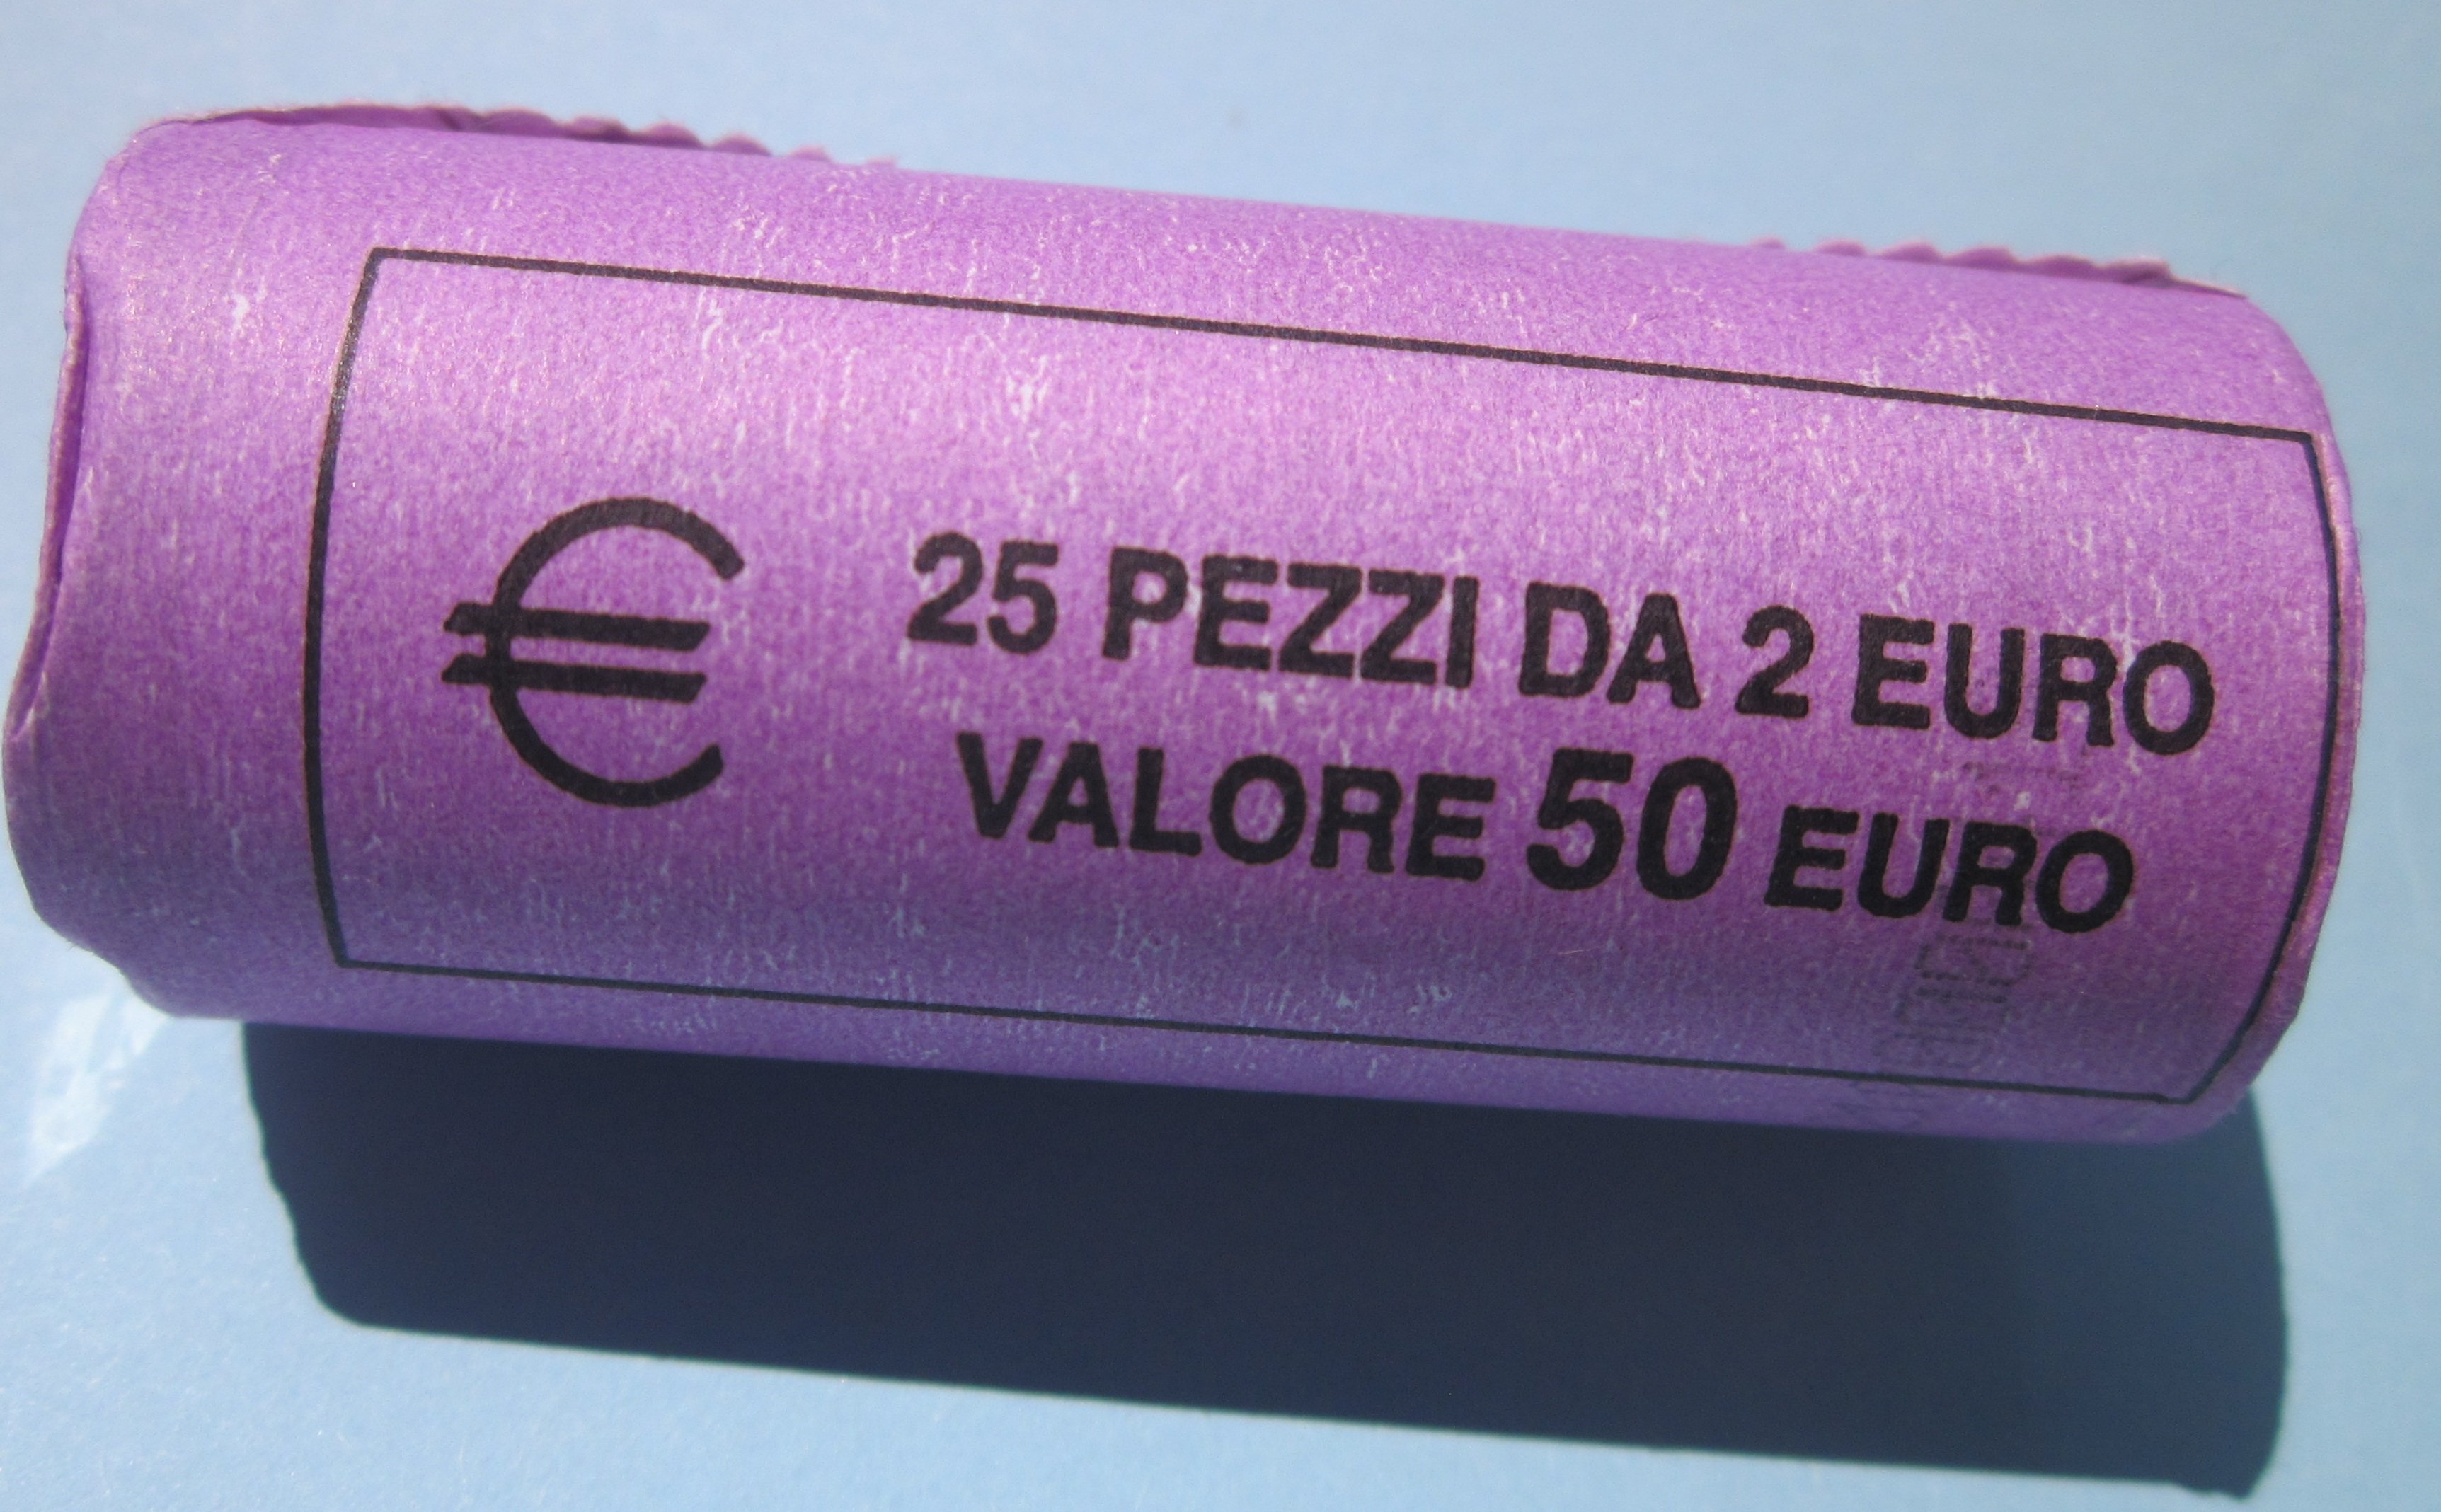 €
25 PEZZI DA 2 EURO
VALORE 50 EURO